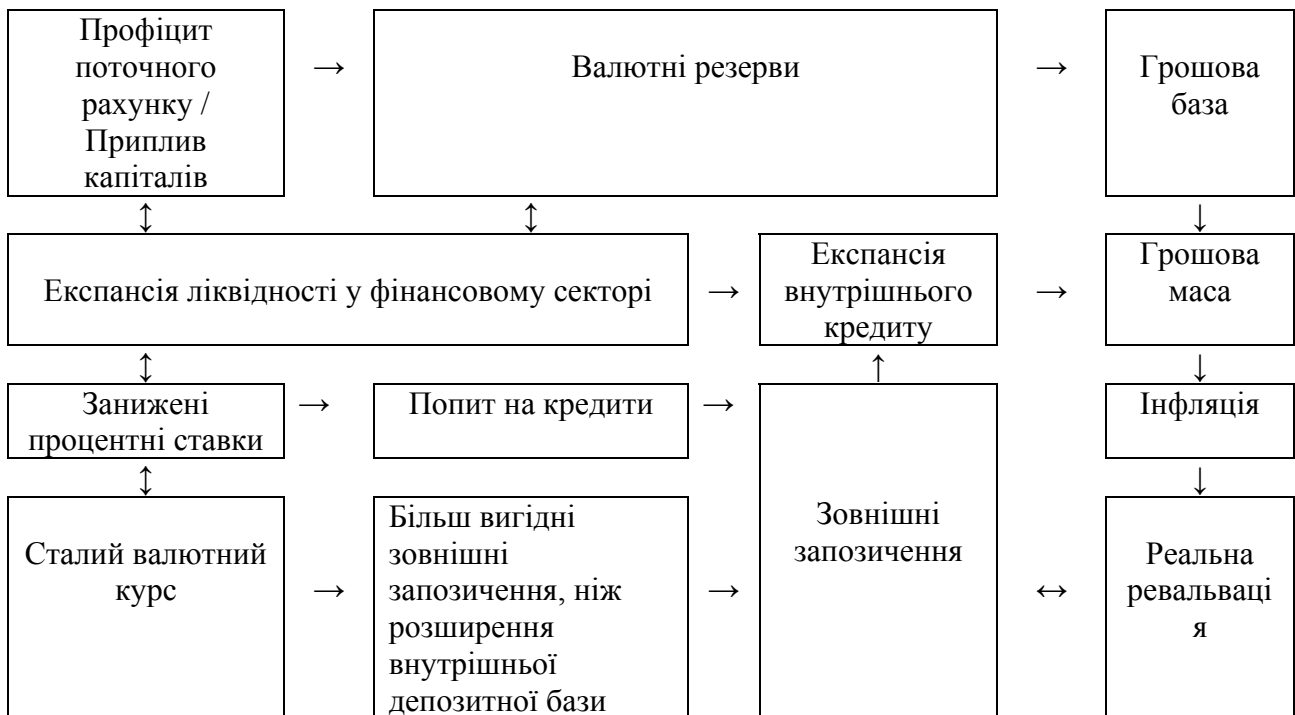 Профіцит
поточного
рахунку /
Приплив
капіталів
→
Валютні резерви
→
Грошова
база
↕
↕
↓
Експансія ліквідності у фінансовому секторі
→
Експансія
внутрішнього
кредиту
→
Грошова
маса
↕
↑
↓
Занижені
процентні ставки
→
Попит на кредити
→
Інфляція
↕
↓
Сталий валютний
курс
→
Більш вигідні
зовнішні
запозичення, ніж
розширення
внутрішньої
депозитної бази
→
Зовнішні
запозичення
↔
Реальна
ревальваці
я